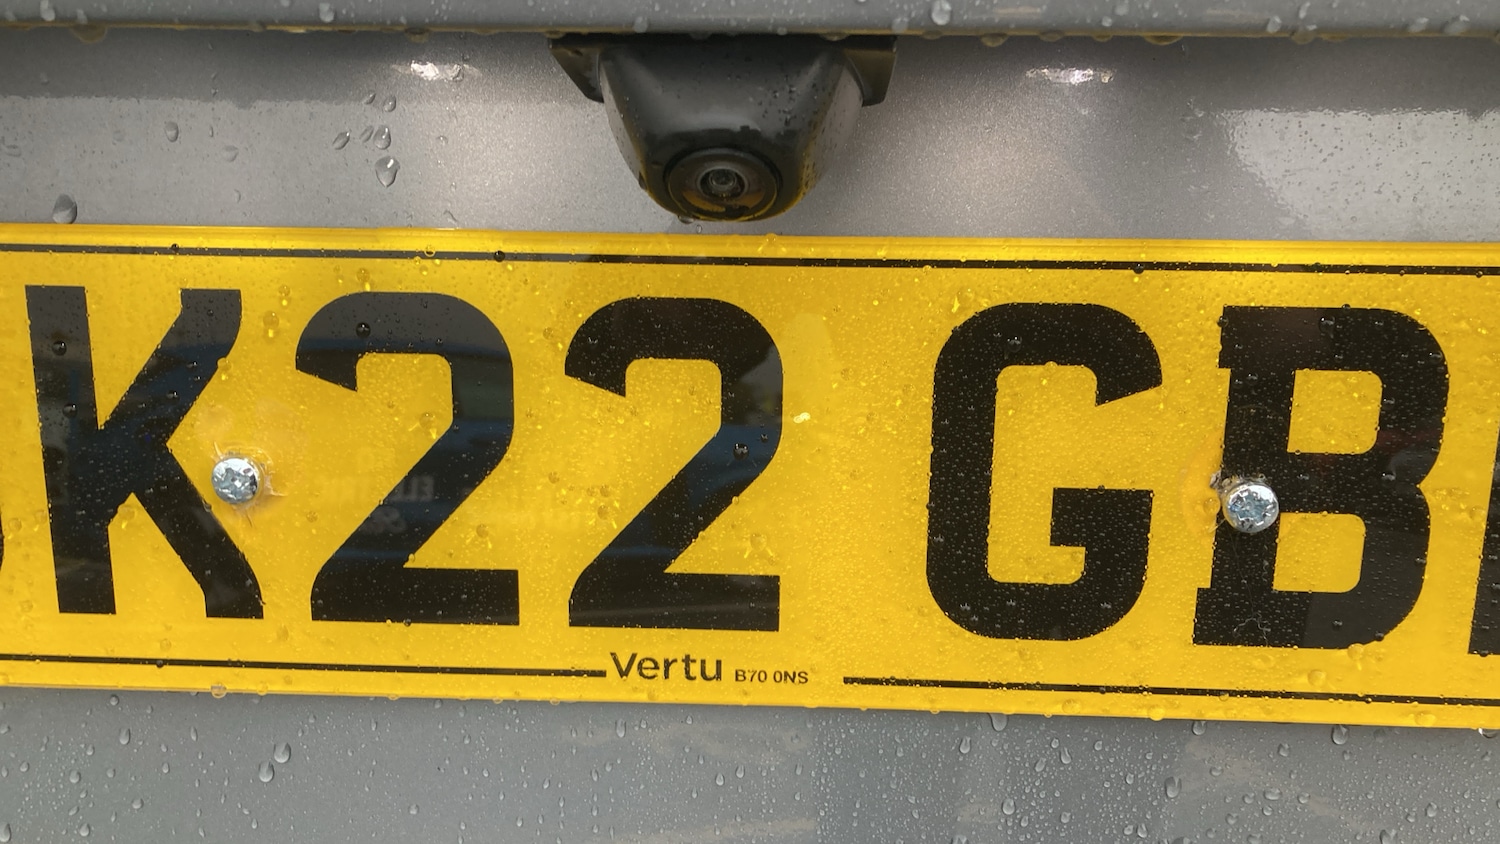 K22 GB
Vertu B70 0NS